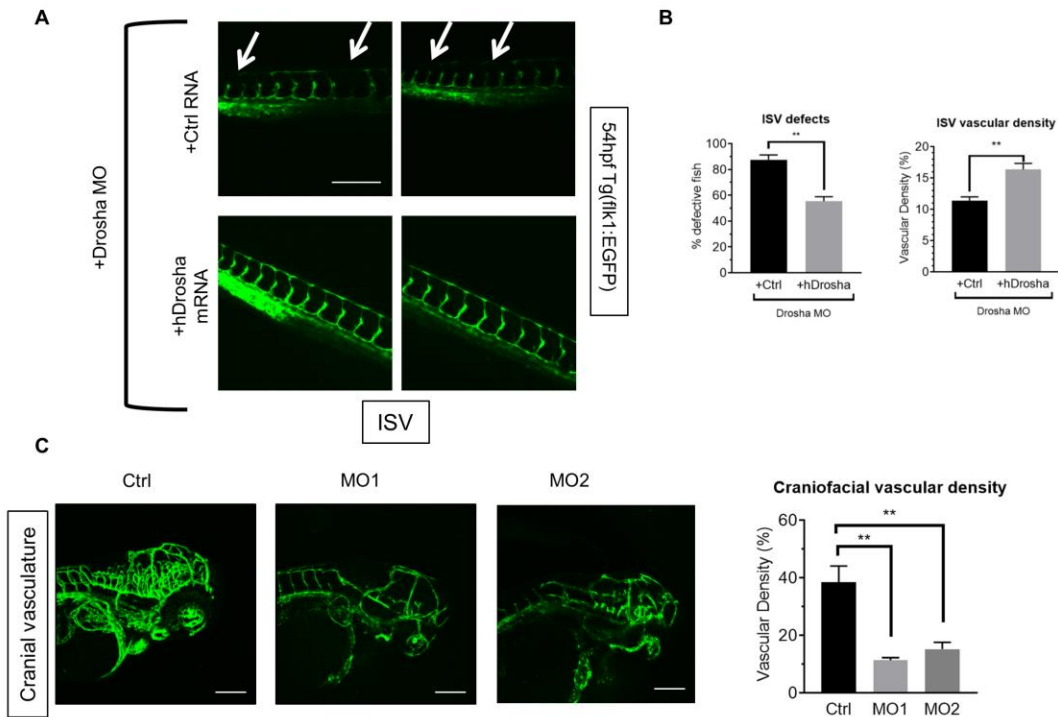 A
+Drosha MO
+Ctrl RNA
+hDrosha
mRNA
54hpf Tg(flk1:EGFP)
ISV
B
ISV defects
**
% defective fish
100
80
60
40
20
0
+Ctrl
+hDrosha
Drosha MO
ISV vascular density
**
Vascular Density (%)
20
15
10
5
0
+Ctrl
+hDrosha
Drosha MO
C
Cranial vasculature
Ctrl
MO1
MO2
Craniofacial vascular density
**
**
Vascular Density (%)
60
40
20
0
Ctrl
MO1
MO2